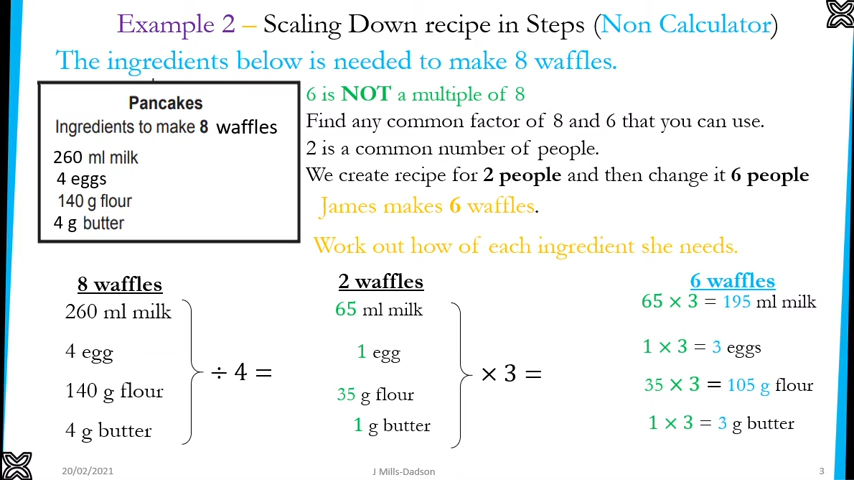 Example 2 – Scaling Down recipe in Steps (Non Calculator)
The ingredients below is needed to make 8 waffles.
Pancakes
Ingredients to make 8 waffles
260 ml milk
4 eggs
140 g flour
4 g butter
6 is NOT a multiple of 8
Find any common factor of 8 and 6 that you can use.
2 is a common number of people.
We create recipe for 2 people and then change it 6 people
James makes 6 waffles.
Work out how of each ingredient she needs.
8 waffles
260 ml milk
4 egg
140 g flour
4 g butter
÷ 4 =
2 waffles
65 ml milk
1 egg
35 g flour
1 g butter
× 3 =
6 waffles
65 × 3 = 195 ml milk
1 × 3 = 3 eggs
35 × 3 = 105 g flour
1 × 3 = 3 g butter
20/02/2021
J Mills-Dadson
3